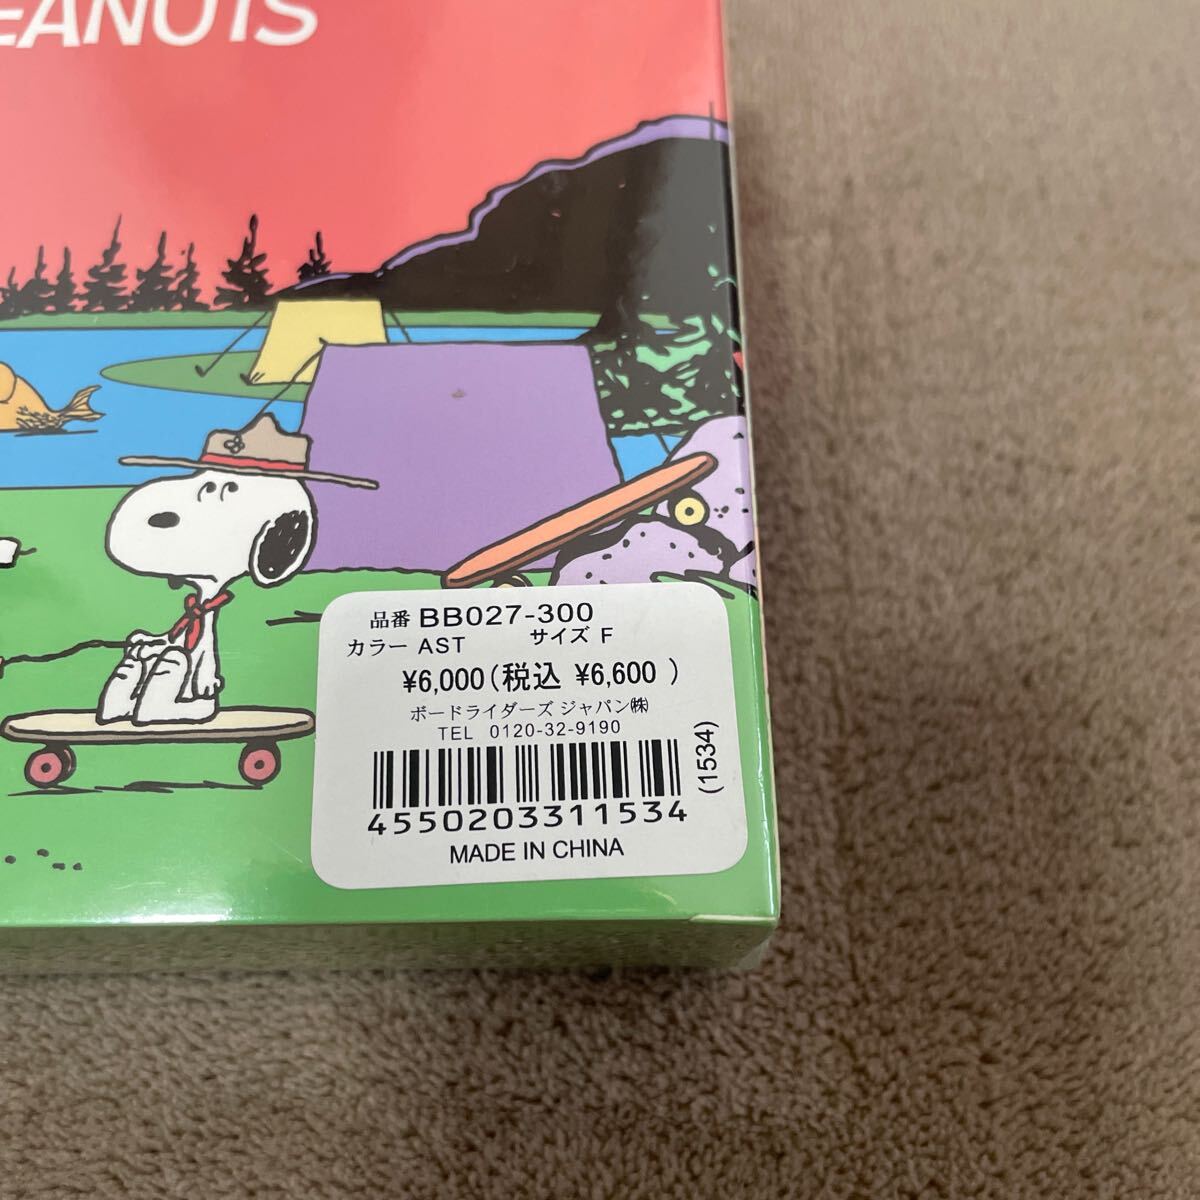 PEANUTS
品番 BB027-300
カラー AST サイズ F
¥6,000(税込 ¥6,600 )
ボードライダーズ ジャパン㈱
TEL 0120-32-9190
(1534)
4550203311534
MADE IN CHINA